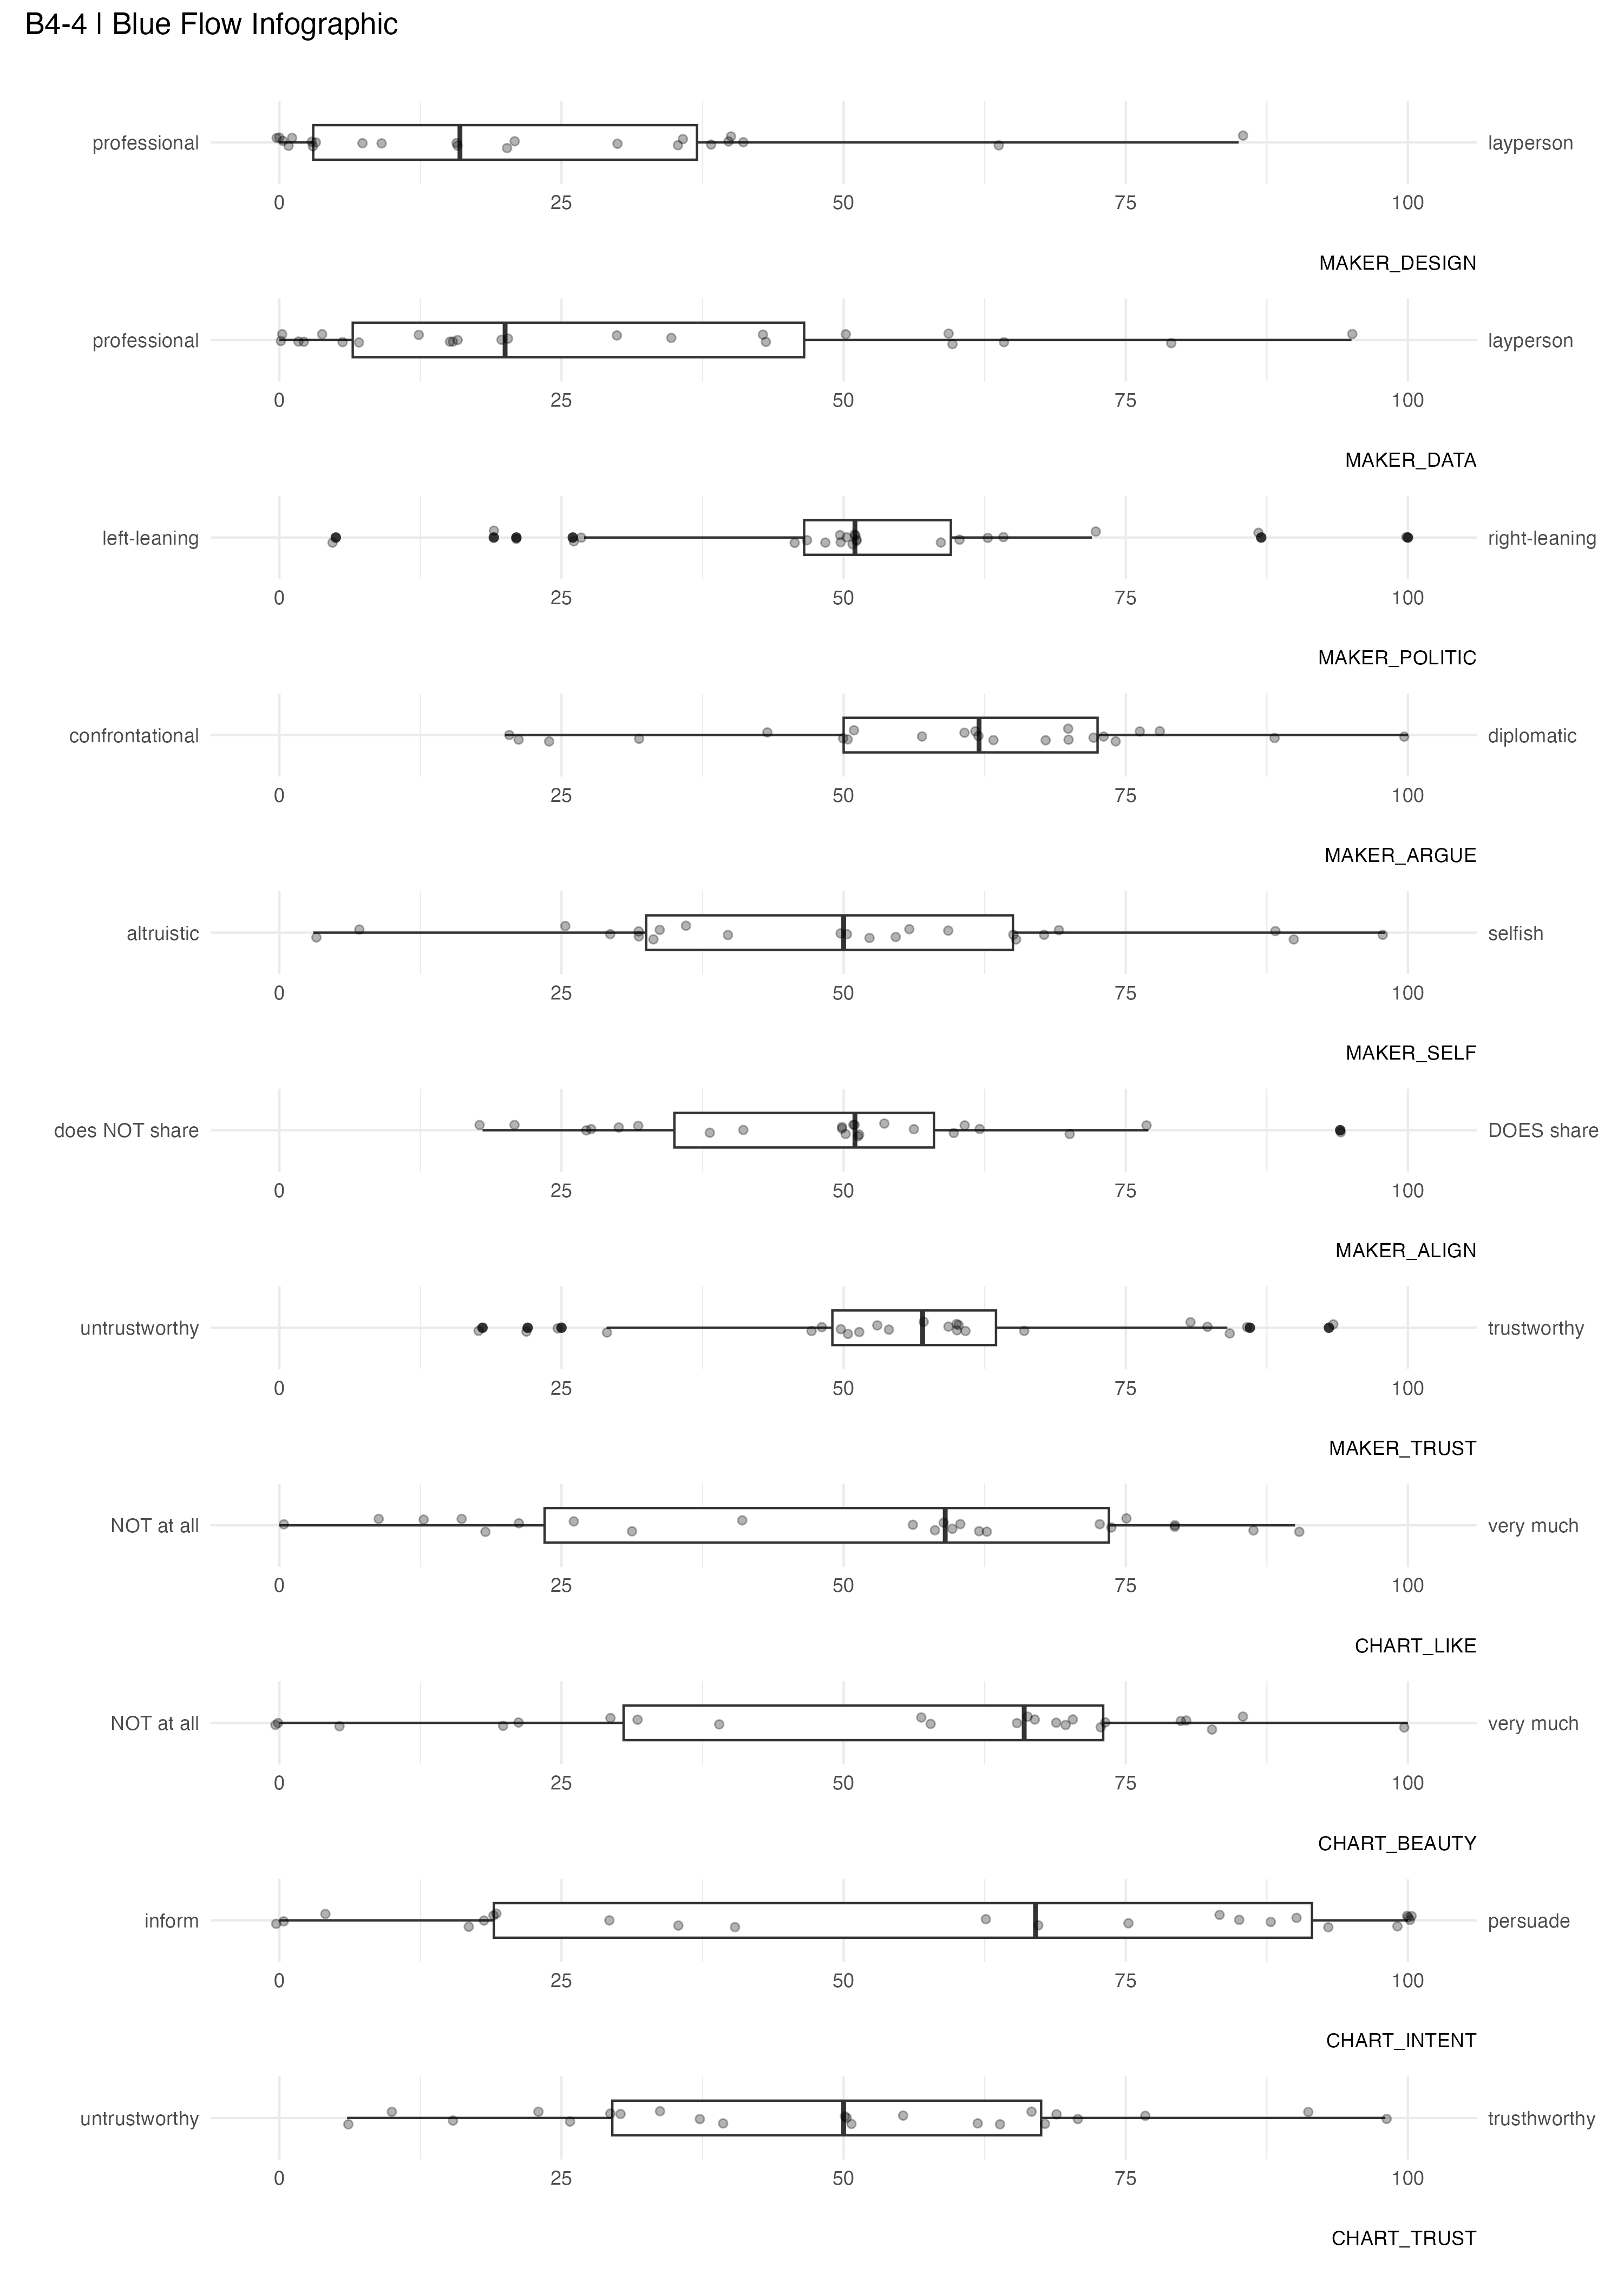 B4-4 | Blue Flow Infographic
professional layperson
0 25 50 75 100
MAKER_DESIGN
professional layperson
0 25 50 75 100
MAKER_DATA
left-leaning right-leaning
0 25 50 75 100
MAKER_POLITIC
confrontational diplomatic
0 25 50 75 100
MAKER_ARGUE
altruistic selfish
0 25 50 75 100
MAKER_SELF
does NOT share DOES share
0 25 50 75 100
MAKER_ALIGN
untrustworthy trustworthy
0 25 50 75 100
MAKER_TRUST
NOT at all very much
0 25 50 75 100
CHART_LIKE
NOT at all very much
0 25 50 75 100
CHART_BEAUTY
inform persuade
0 25 50 75 100
CHART_INTENT
untrustworthy trusthworthy
0 25 50 75 100
CHART_TRUST